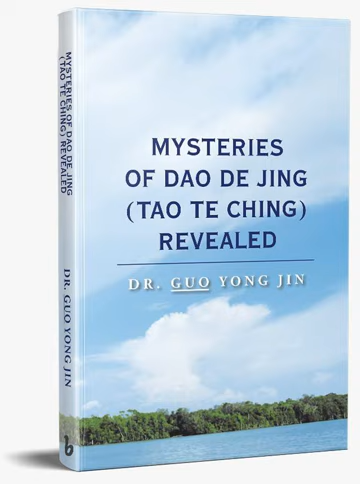 MYSTERIES OF DAO DE JING
(TAO TE CHING) REVEALED
DR. GUO YONG JIN
b
MYSTERIES
OF DAO DE JING
(TAO TE CHING)
REVEALED
DR. GUO YONG JIN